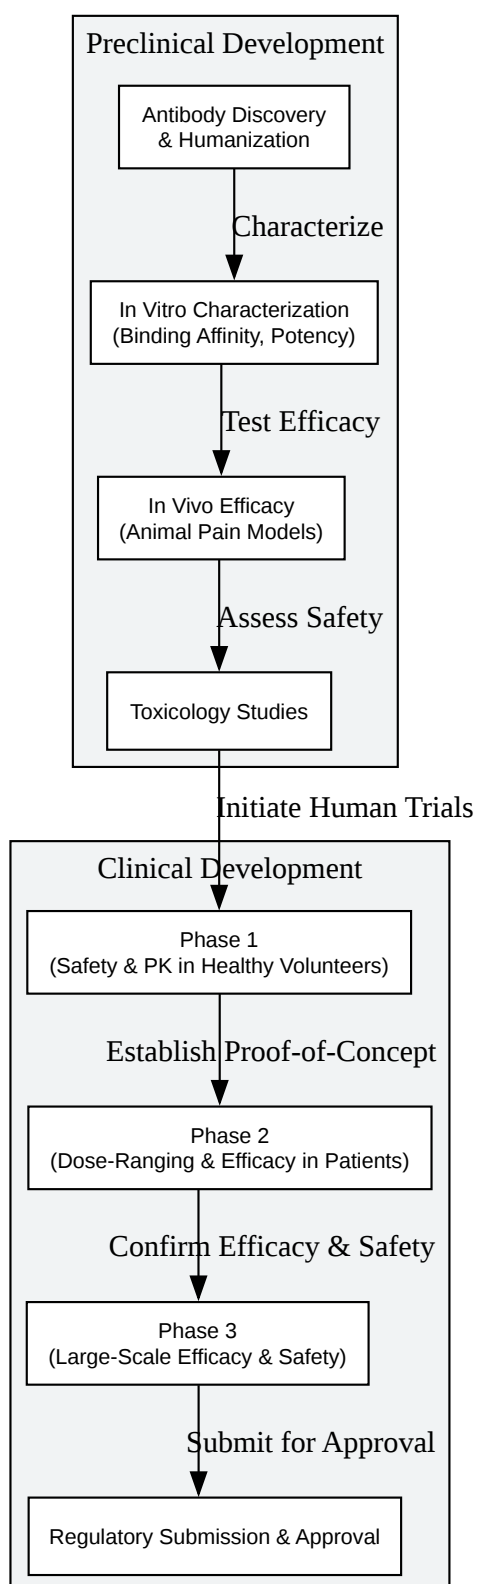 Preclinical Development
Antibody Discovery
& Humanization
Characterize
In Vitro Characterization
(Binding Affinity, Potency)
Test Efficacy
In Vivo Efficacy
(Animal Pain Models)
Assess Safety
Toxicology Studies
Initiate Human Trials
Clinical Development
Phase 1
(Safety & PK in Healthy Volunteers)
Establish Proof-of-Concept
Phase 2
(Dose-Ranging & Efficacy in Patients)
Confirm Efficacy & Safety
Phase 3
(Large-Scale Efficacy & Safety)
Submit for Approval
Regulatory Submission & Approval